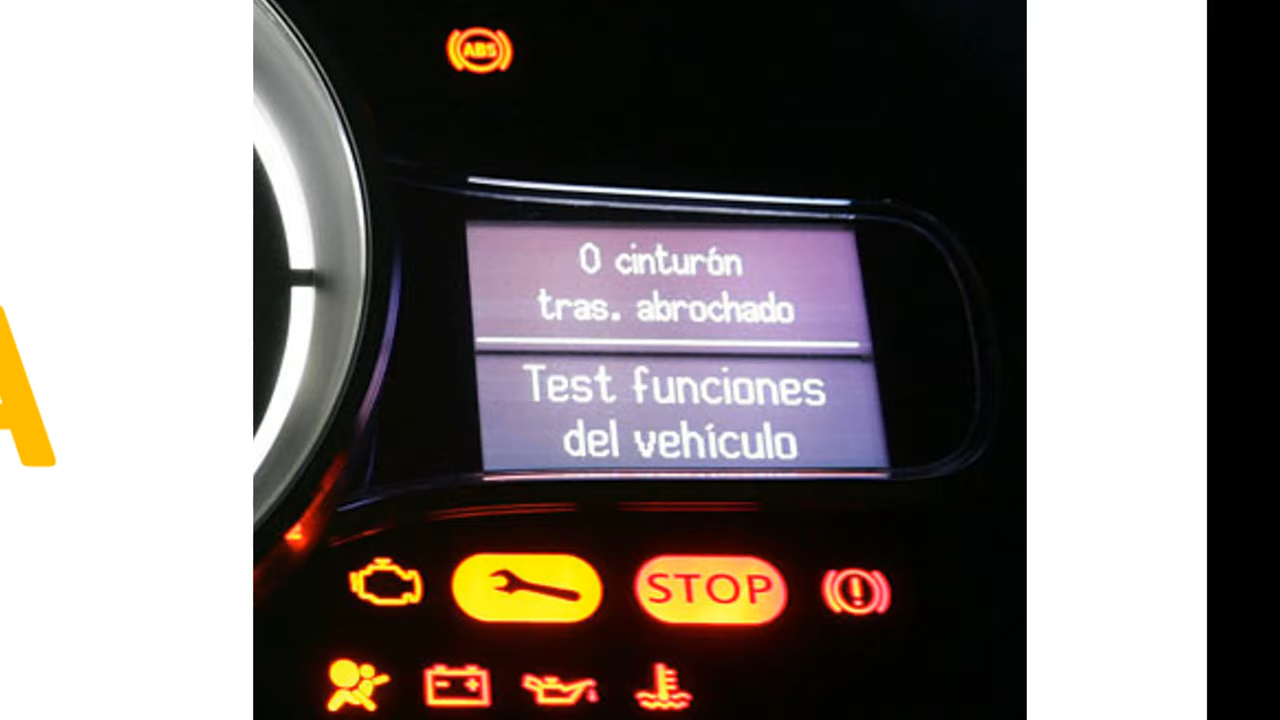 ABS
0 cinturón
tras. abrochado
Test funciones
del vehículo
STOP
A